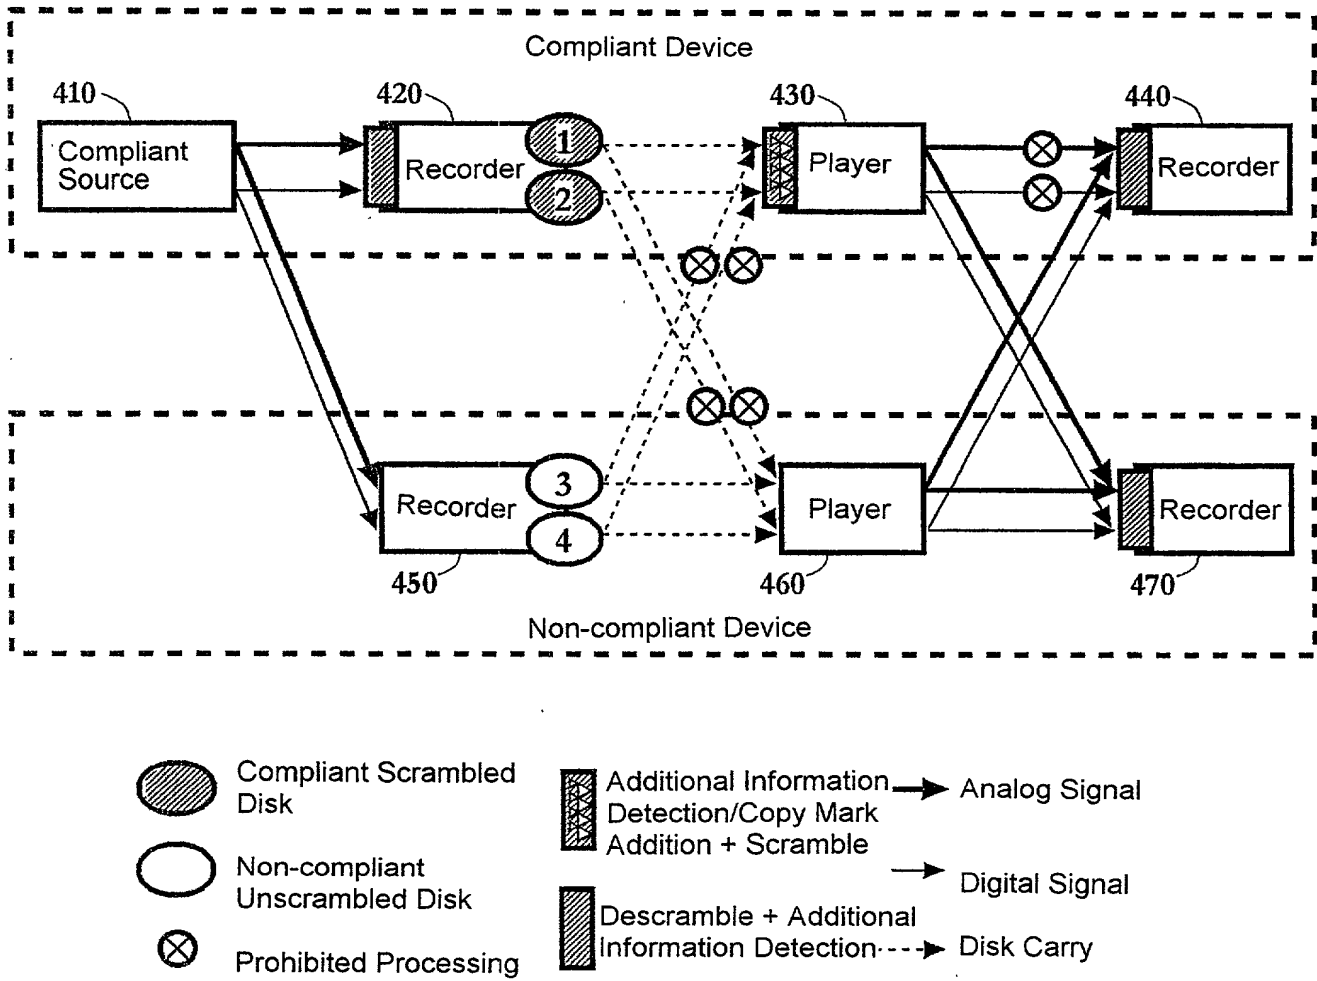 Compliant Device
410
420
430
440
Compliant
Source
Recorder
1
2
Player
Recorder
Recorder
3
4
Player
Recorder
450
460
470
Non-compliant Device
Compliant Scrambled
Disk
Non-compliant
Unscrambled Disk
Prohibited Processing
Additional Information
Detection/Copy Mark
Addition + Scramble
Descramble + Additional
Information Detection
Analog Signal
Digital Signal
Disk Carry